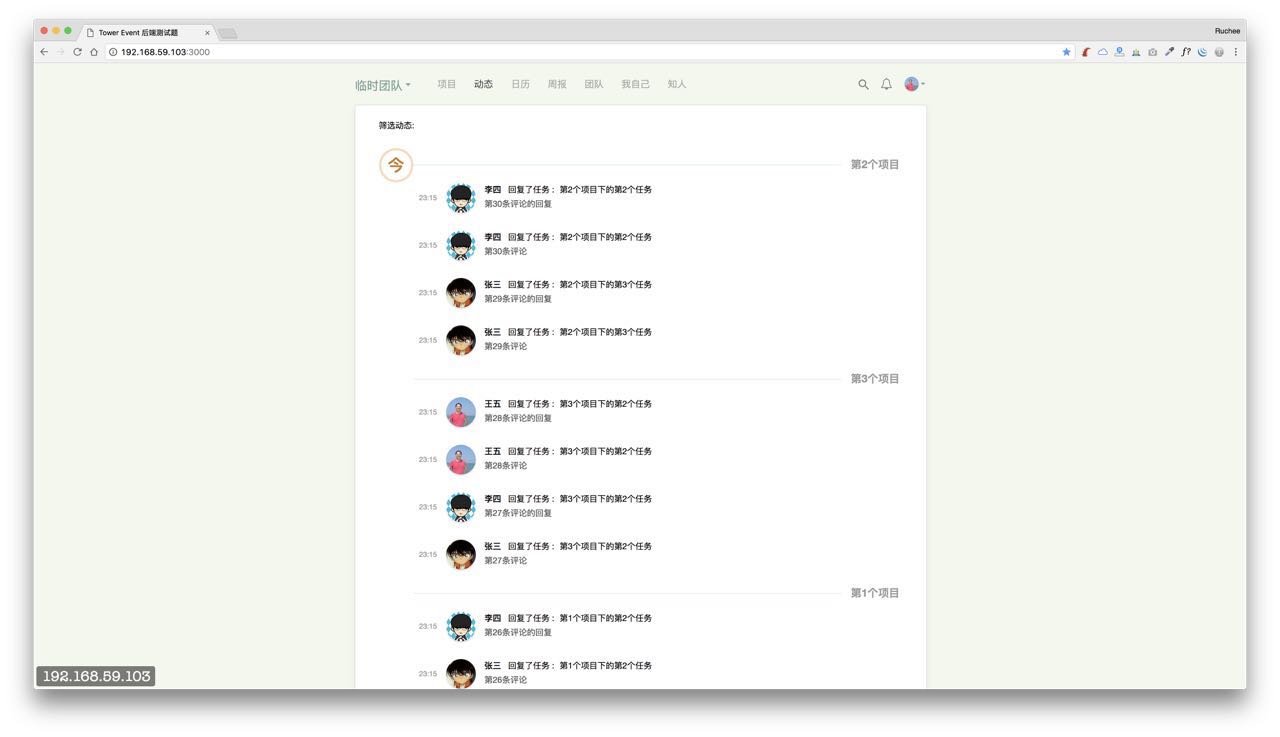 Tower Event 后端测试题
Ruchee
192.168.59.103:3000
f?
临时团队 项目 动态 日历 周报 团队 我自己 知人
筛选动态:
今 第2个项目
23:15 李四 回复了任务: 第2个项目下的第2个任务
第30条评论的回复
23:15 李四 回复了任务: 第2个项目下的第2个任务
第30条评论
23:15 张三 回复了任务: 第2个项目下的第3个任务
第29条评论的回复
23:15 张三 回复了任务: 第2个项目下的第3个任务
第29条评论
第3个项目
23:15 王五 回复了任务: 第3个项目下的第2个任务
第28条评论的回复
23:15 王五 回复了任务: 第3个项目下的第2个任务
第28条评论
23:15 李四 回复了任务: 第3个项目下的第2个任务
第27条评论的回复
23:15 张三 回复了任务: 第3个项目下的第2个任务
第27条评论
第1个项目
23:15 李四 回复了任务: 第1个项目下的第2个任务
第26条评论的回复
23:15 张三 回复了任务: 第1个项目下的第2个任务
第26条评论
192.168.59.103